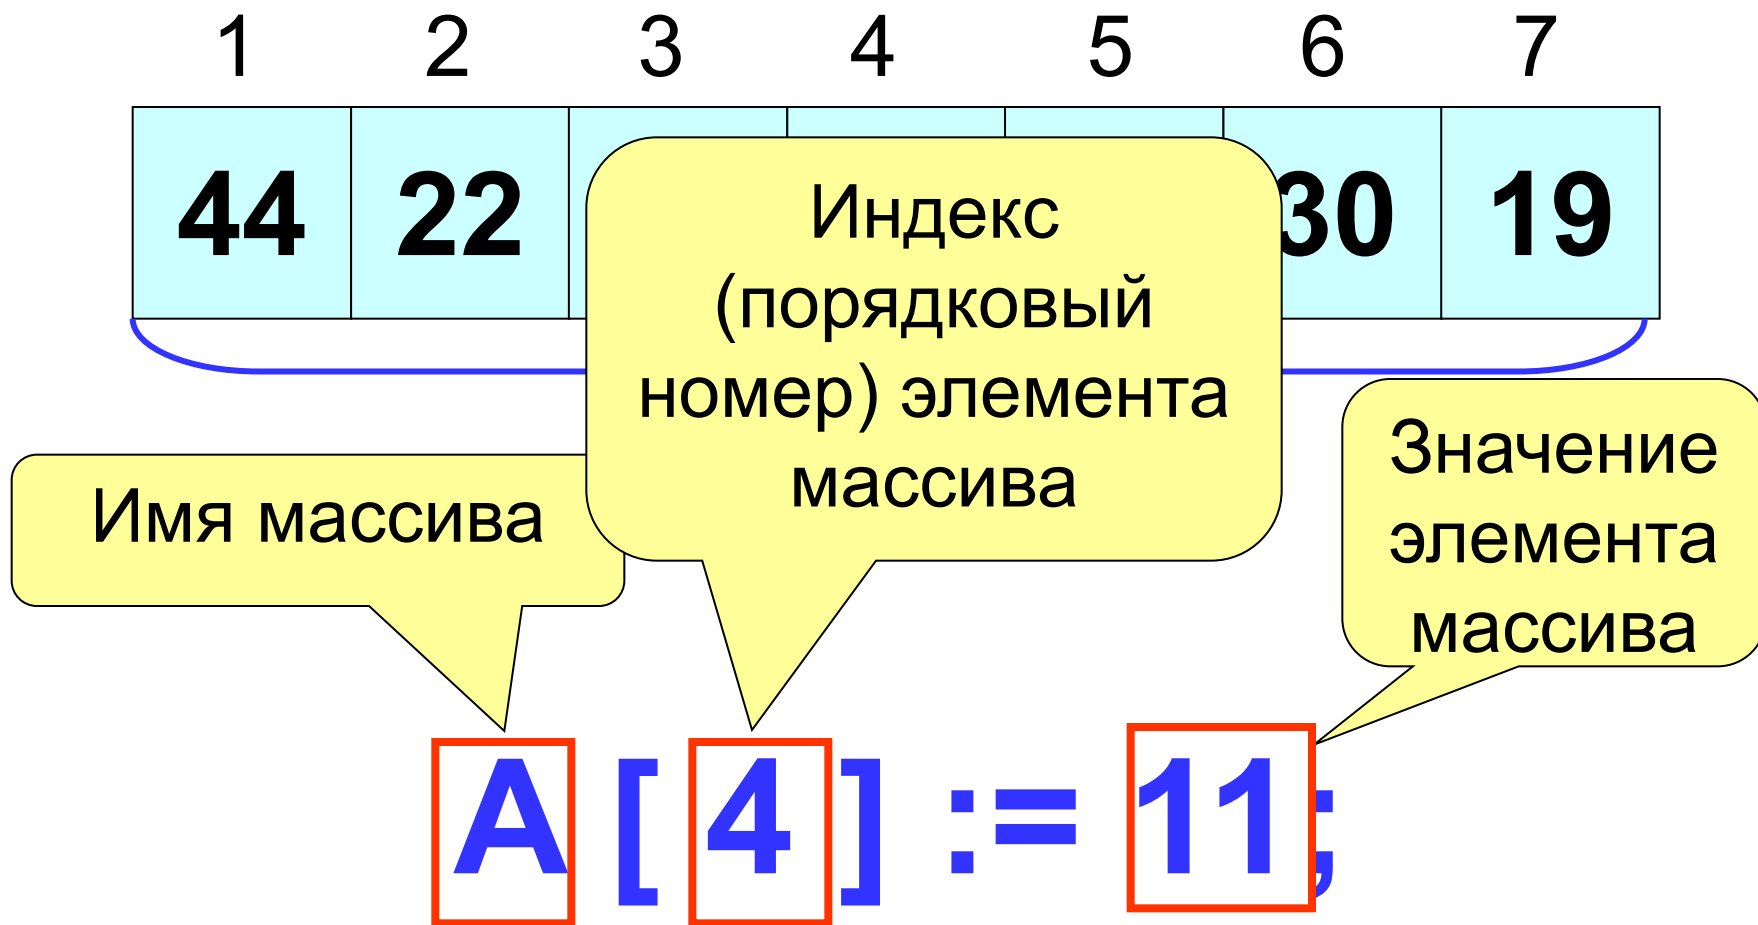 1 2 3 4 5 6 7
44 22 30 19
Индекс
(порядковый
номер) элемента
массива
Имя массива
Значение
элемента
массива
A [ 4 ] := 11;